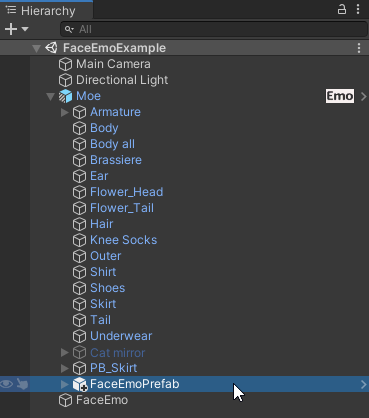 Hierarchy
All
FaceEmoExample
Main Camera
Directional Light
Moe Emo
Armature
Body
Body all
Brassiere
Ear
Flower_Head
Flower_Tail
Hair
Knee Socks
Outer
Shirt
Shoes
Skirt
Tail
Underwear
Cat mirror
PB_Skirt
FaceEmoPrefab
FaceEmo